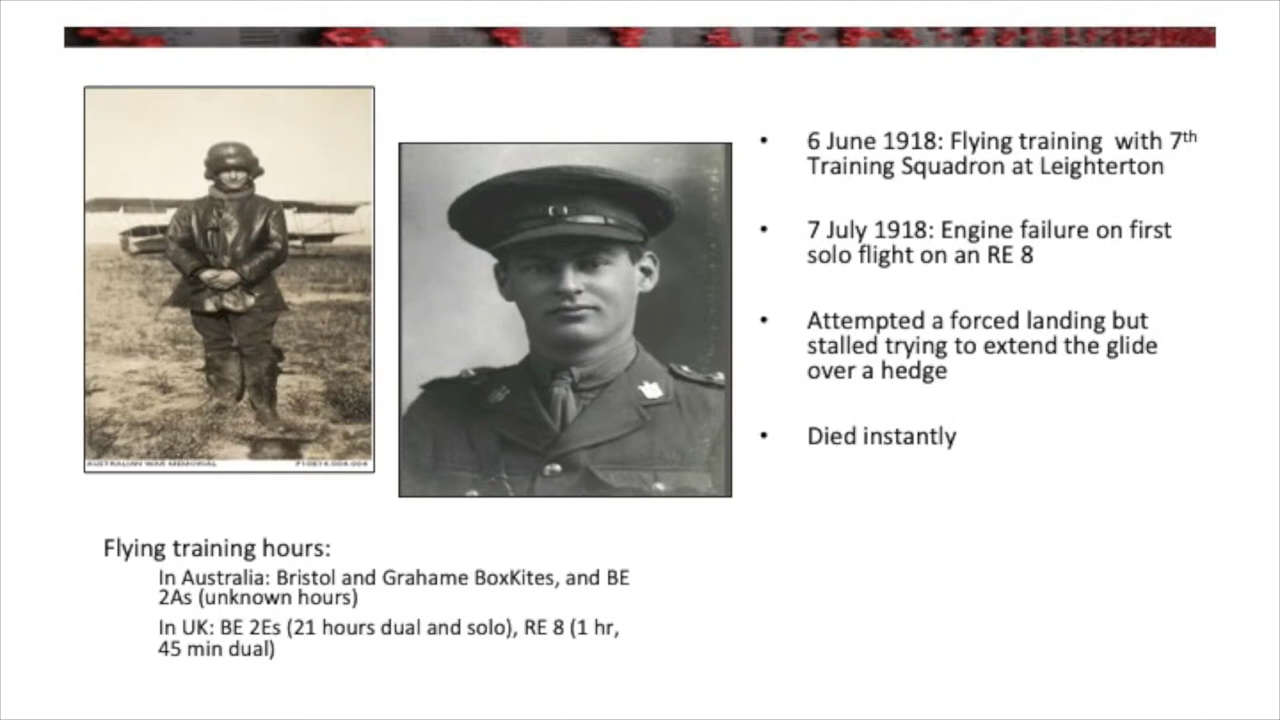 6 June 1918: Flying training with 7th
Training Squadron at Leighterton
7 July 1918: Engine failure on first
solo flight on an RE 8
Attempted a forced landing but
stalled trying to extend the glide
over a hedge
Died instantly
AUSTRALIAN WAR MEMORIAL
Flying training hours:
In Australia: Bristol and Grahame BoxKites, and BE
2As (unknown hours)
In UK: BE 2Es (21 hours dual and solo), RE 8 (1 hr,
45 min dual)